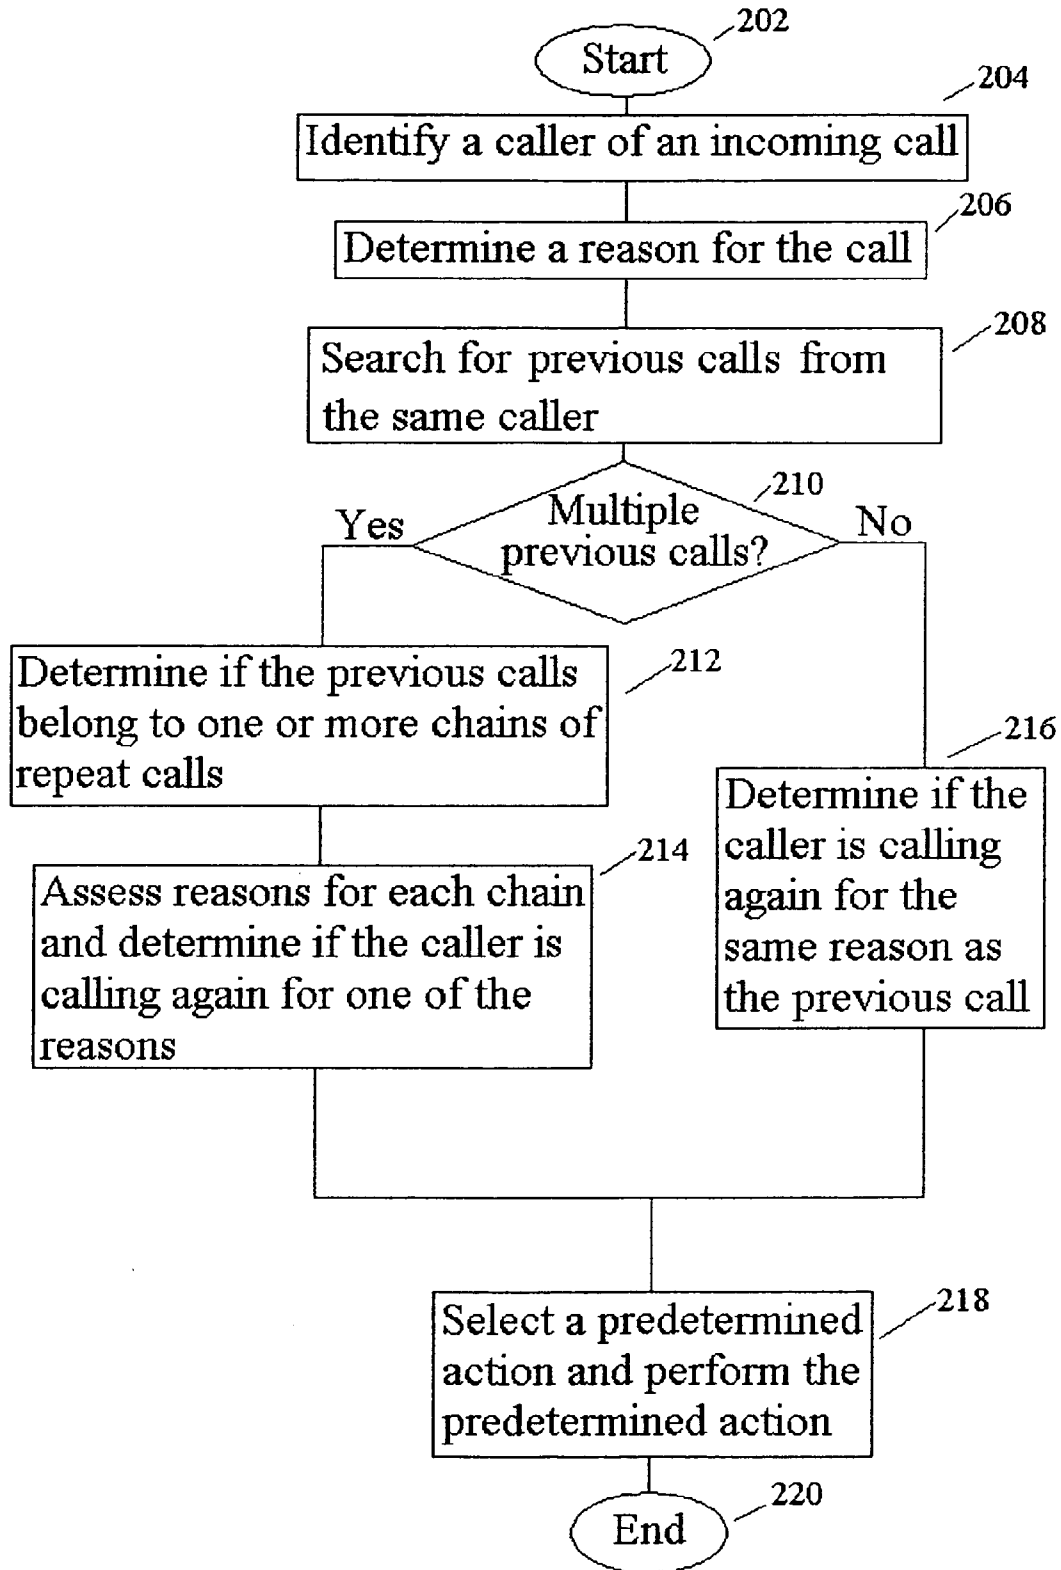 202
Start
204
Identify a caller of an incoming call
206
Determine a reason for the call
208
Search for previous calls from
the same caller
210
Multiple
previous calls?
Yes
No
212
Determine if the previous calls
belong to one or more chains of
repeat calls
214
Assess reasons for each chain
and determine if the caller is
calling again for one of the
reasons
216
Determine if the
caller is calling
again for the
same reason as
the previous call
218
Select a predetermined
action and perform the
predetermined action
220
End